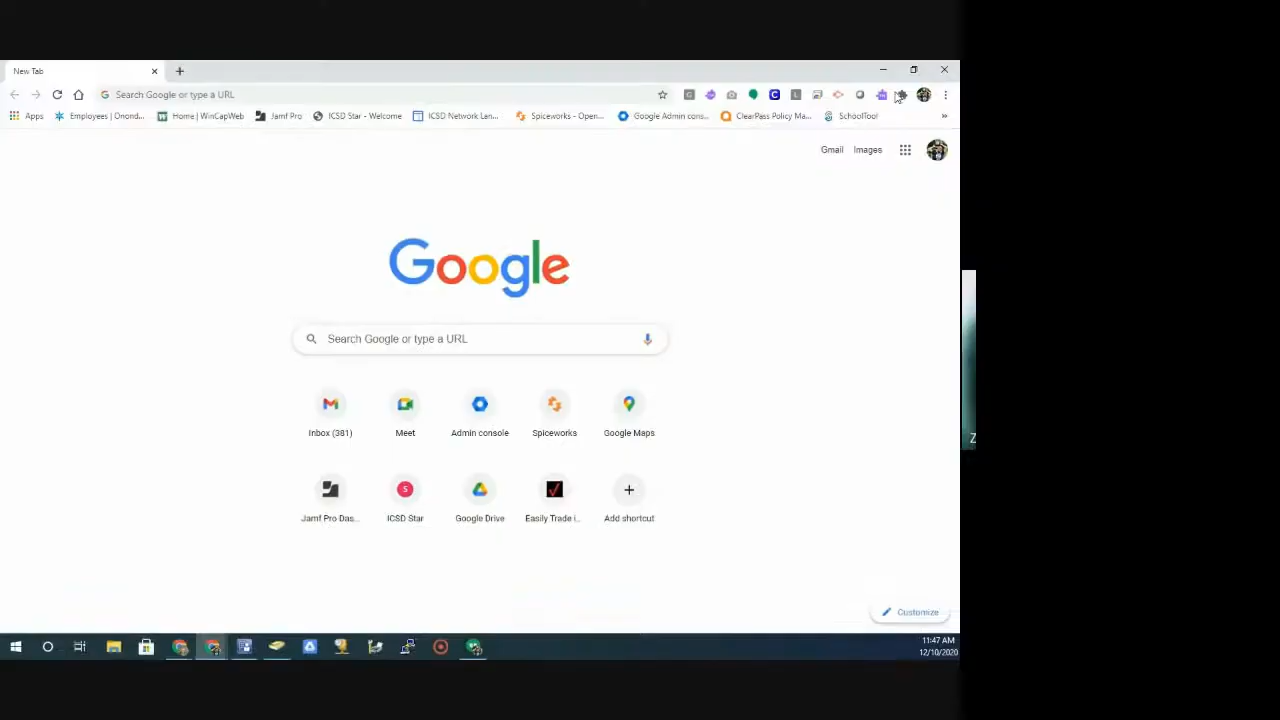 New Tab
Search Google or type a URL
Apps Employees | Onond... Home | WinCapWeb Jamf Pro ICSD Star - Welcome ICSD Network Lan... Spiceworks - Open... Google Admin cons... ClearPass Policy Ma... SchoolTool »
Gmail Images
Google
Search Google or type a URL
Inbox (381) Meet Admin console Spiceworks Google Maps
S
Jamf Pro Das... ICSD Star Google Drive Easily Trade i... Add shortcut
Customize
11:47 AM
12/10/2020
Z